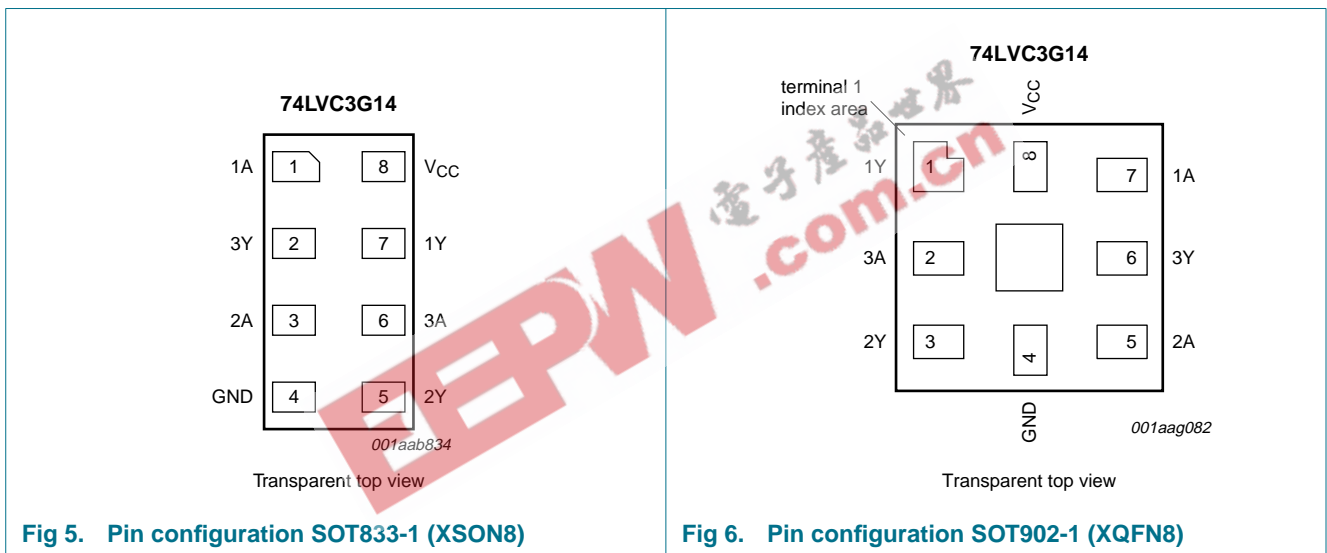 74LVC3G14
1A 1 8 VCC
3Y 2 7 1Y
2A 3 6 3A
GND 4 5 2Y
001aab834
Transparent top view
Fig 5. Pin configuration SOT833-1 (XSON8)
74LVC3G14
terminal 1
index area
VCC
1Y 1 8 7 1A
3A 2 6 3Y
2Y 3 4 5 2A
GND
001aag082
Transparent top view
Fig 6. Pin configuration SOT902-1 (XQFN8)
EEPW .com.cn
電子產品世界